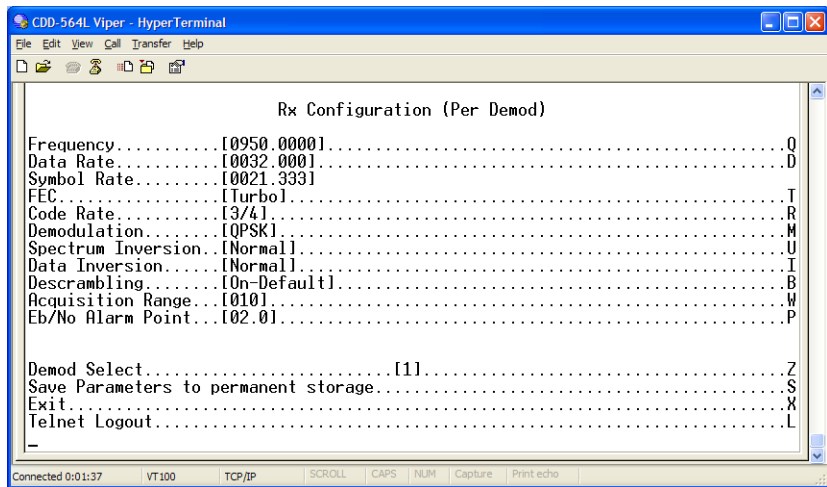 CDD-564L Viper - HyperTerminal
File Edit View Call Transfer Help
Rx Configuration (Per Demod)
Frequency...........[0950.0000].....................................................Q
Data Rate...........[0032.000]......................................................D
Symbol Rate.........[0021.333]
FEC.................[Turbo].........................................................T
Code Rate...........[3/4]...........................................................R
Demodulation........[QPSK]..........................................................M
Spectrum Inversion..[Normal]........................................................U
Data Inversion......[Normal]........................................................I
Descrambling........[On-Default]....................................................B
Acquisition Range...[010]...........................................................W
Eb/No Alarm Point...[02.0]..........................................................P
Demod Select............................[1].........................................Z
Save Parameters to permanent storage................................................S
Exit................................................................................X
Telnet Logout.......................................................................L
Connected 0:01:37 VT100 TCP/IP SCROLL CAPS NUM Capture Print echo